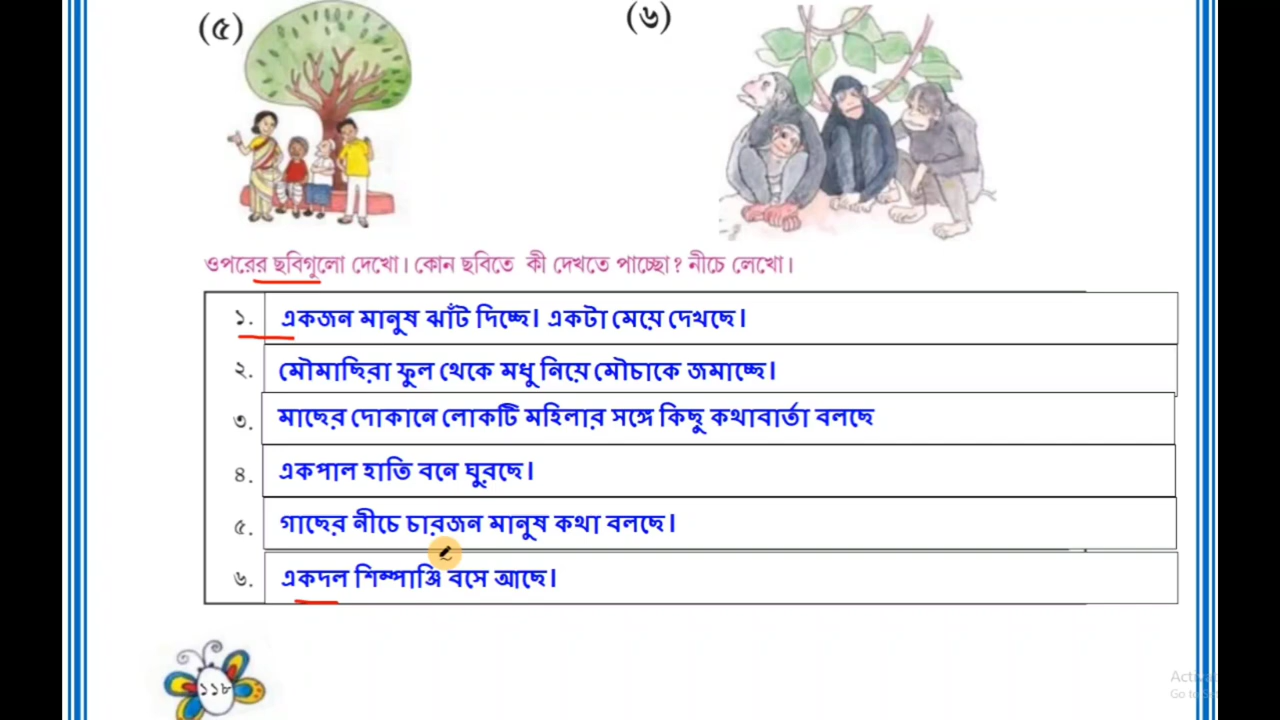 (৫)
(৬)
ওপরের ছবিগুলো দেখো। কোন ছবিতে কী দেখতে পাচ্ছো? নীচে লেখো।
১. একজন মানুষ ঝাঁট দিচ্ছে। একটা মেয়ে দেখছে।
২. মৌমাছিরা ফুল থেকে মধু নিয়ে মৌচাকে জমাচ্ছে।
৩. মাছের দোকানে লোকটি মহিলার সঙ্গে কিছু কথাবার্তা বলছে
৪. একপাল হাতি বনে ঘুরছে।
৫. গাছের নীচে চারজন মানুষ কথা বলছে।
৬. একদল শিম্পাঞ্জি বসে আছে।
১১৮